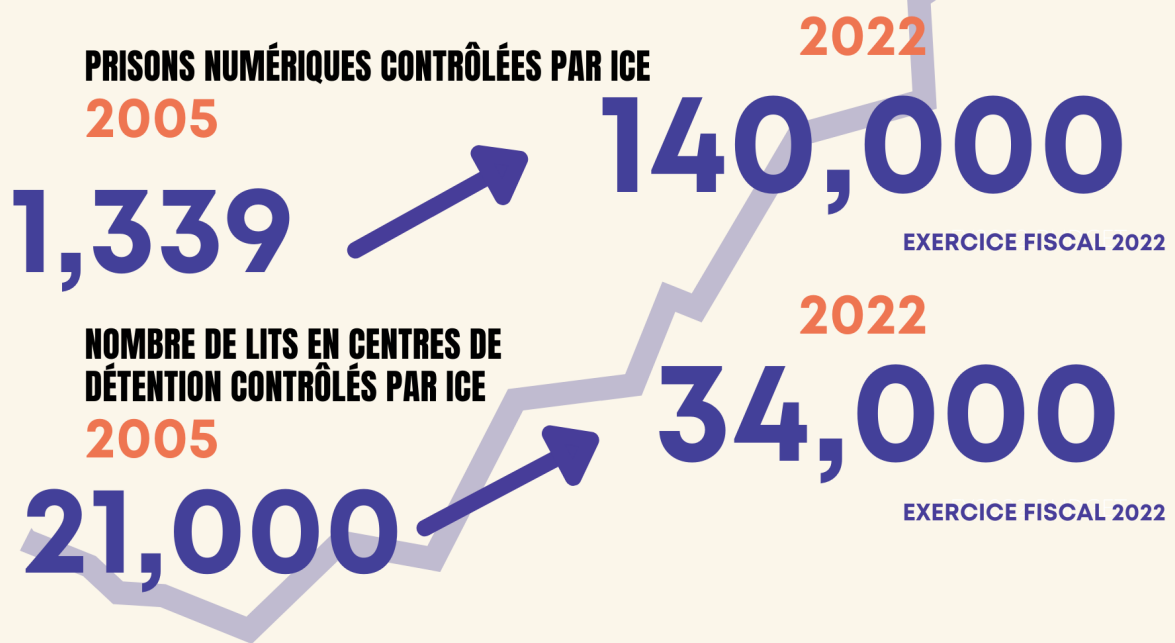 PRISONS NUMÉRIQUES CONTRÔLÉES PAR ICE
2005
1,339
2022
140,000
EXERCICE FISCAL 2022
NOMBRE DE LITS EN CENTRES DE
DÉTENTION CONTRÔLÉS PAR ICE
2005
21,000
2022
34,000
EXERCICE FISCAL 2022